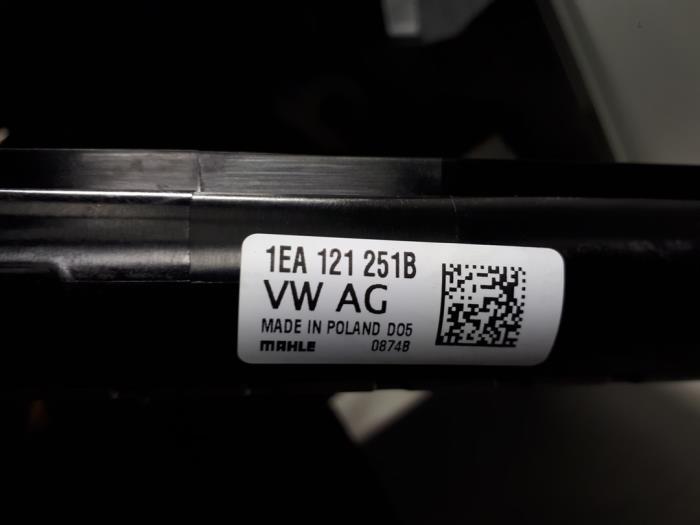 1EA 121 251B
VW AG
MADE IN POLAND D05
MAHLE 0874B